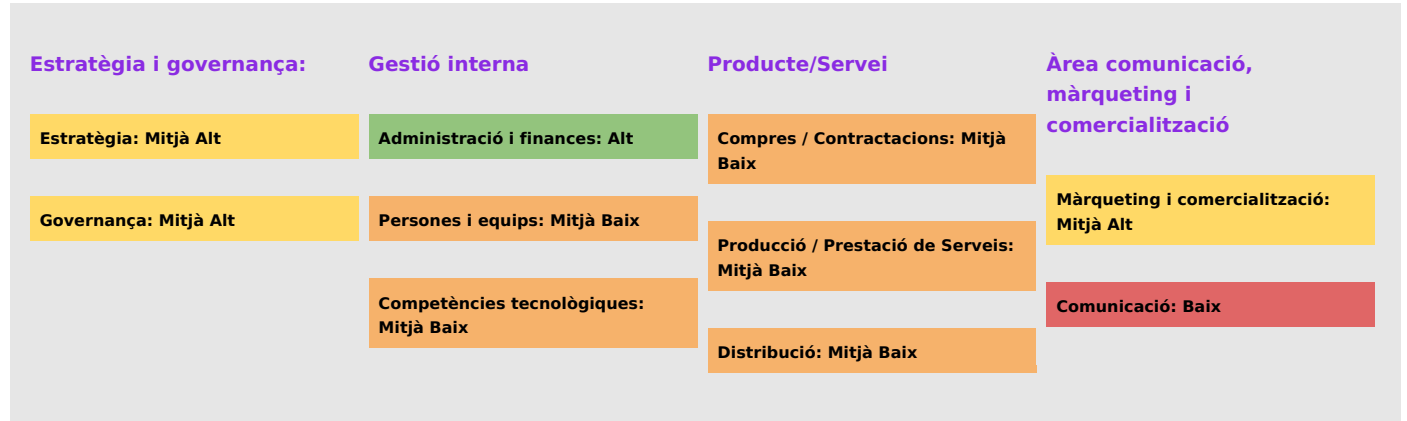 Estratègia i governança:
Estratègia: Mitjà Alt
Governança: Mitjà Alt
Gestió interna
Administració i finances: Alt
Persones i equips: Mitjà Baix
Competències tecnològiques:
Mitjà Baix
Producte/Servei
Compres / Contractacions: Mitjà
Baix
Producció / Prestació de Serveis:
Mitjà Baix
Distribució: Mitjà Baix
Àrea comunicació,
màrqueting i
comercialització
Màrqueting i comercialització:
Mitjà Alt
Comunicació: Baix